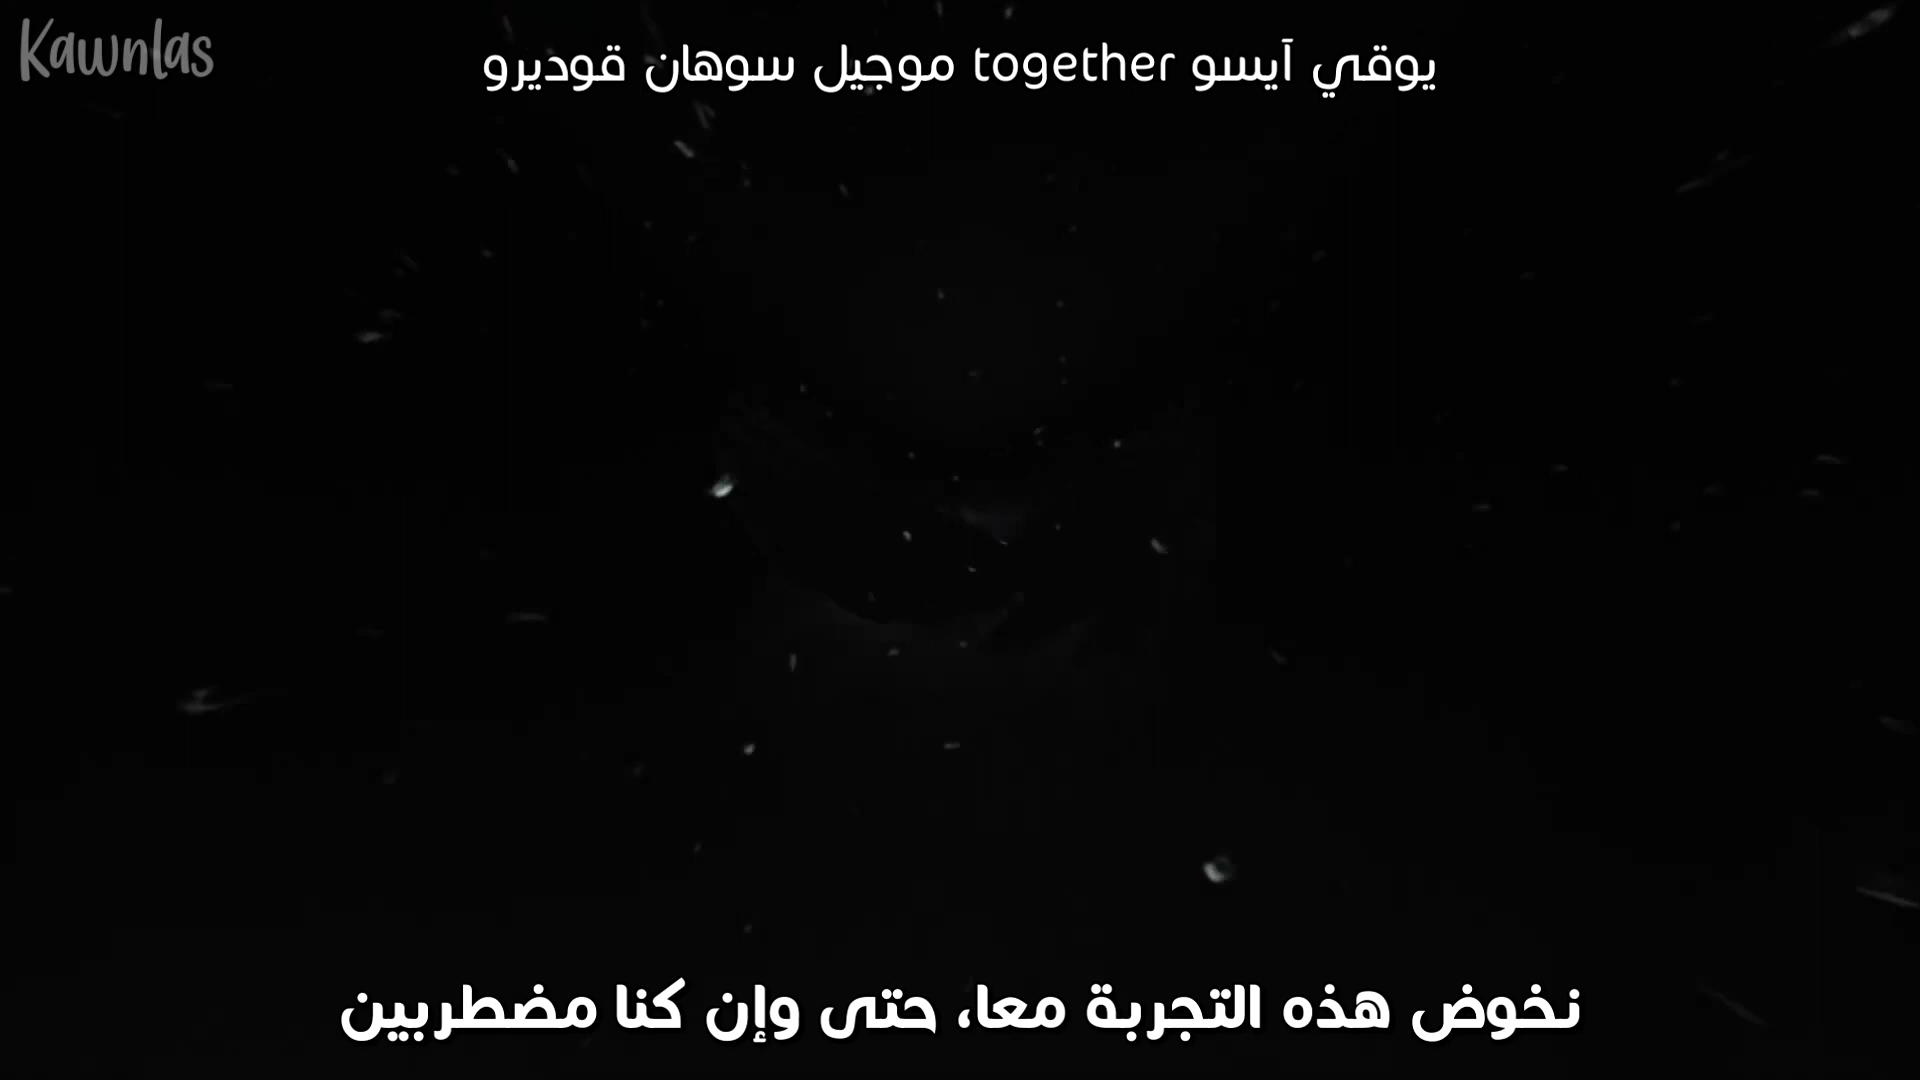 Kawnlas
يوقي آيسو together موجيل سوهان قوديرو
نخوض هذه التجربة معا، حتى وإن كنا مضطربين